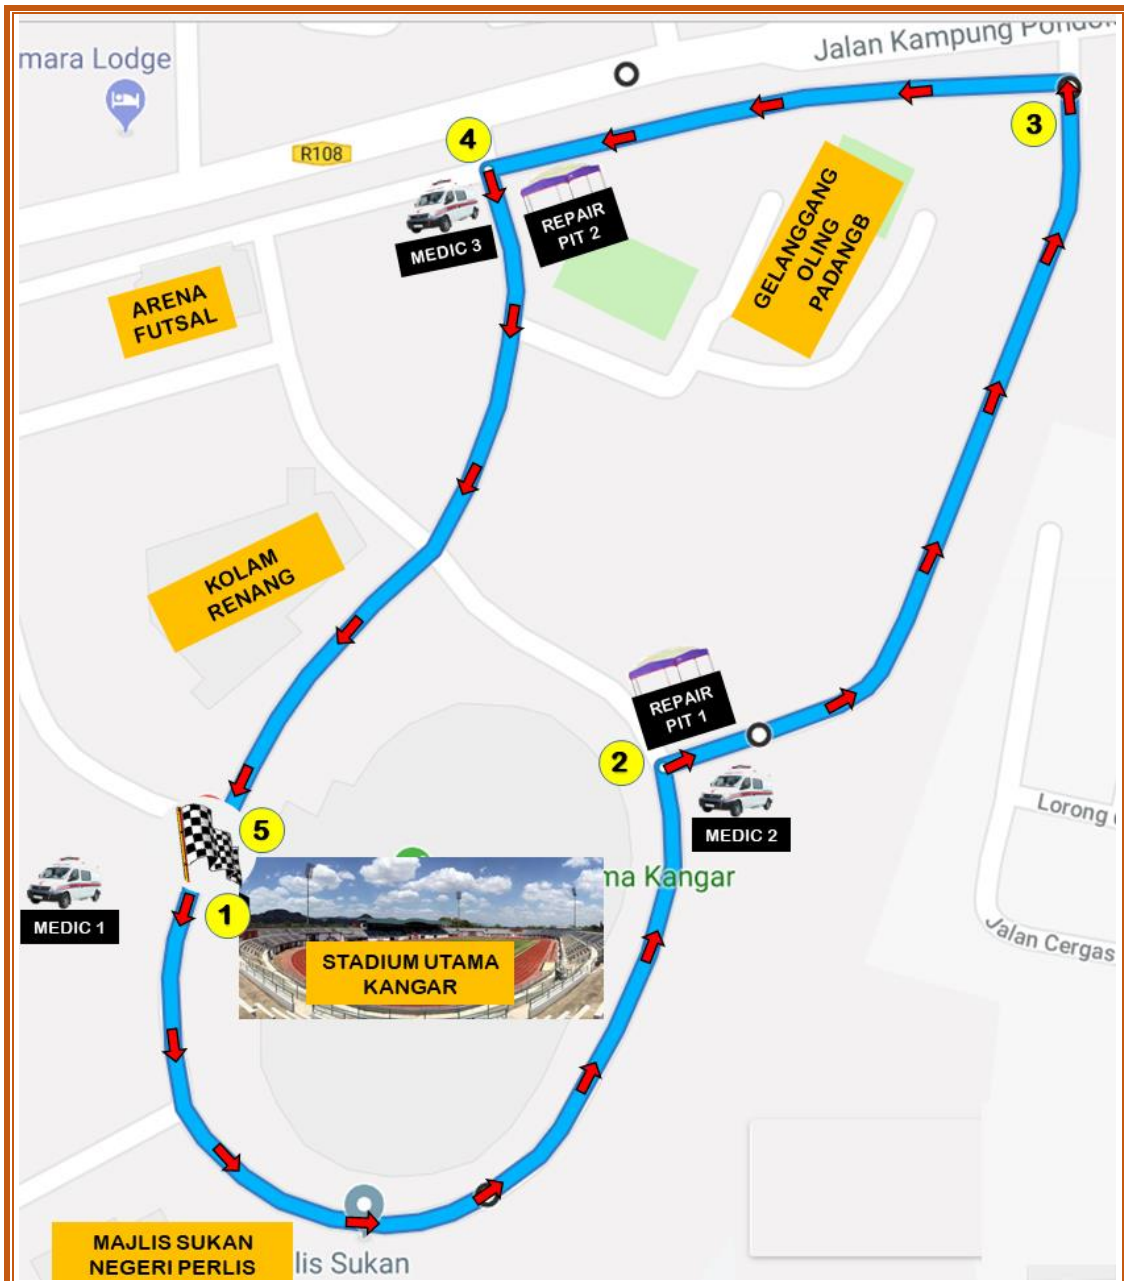 mara Lodge
Jalan Kampung Pondok
R108
4
3
MEDIC 3
REPAIR
PIT 2
GELANGGANG
OLING
PADANGB
ARENA
FUTSAL
KOLAM
RENANG
REPAIR
PIT 1
2
MEDIC 2
Lorong
5
ma Kangar
MEDIC 1
1
STADIUM UTAMA
KANGAR
Jalan Cergas
MAJLIS SUKAN
NEGERI PERLIS
lis Sukan